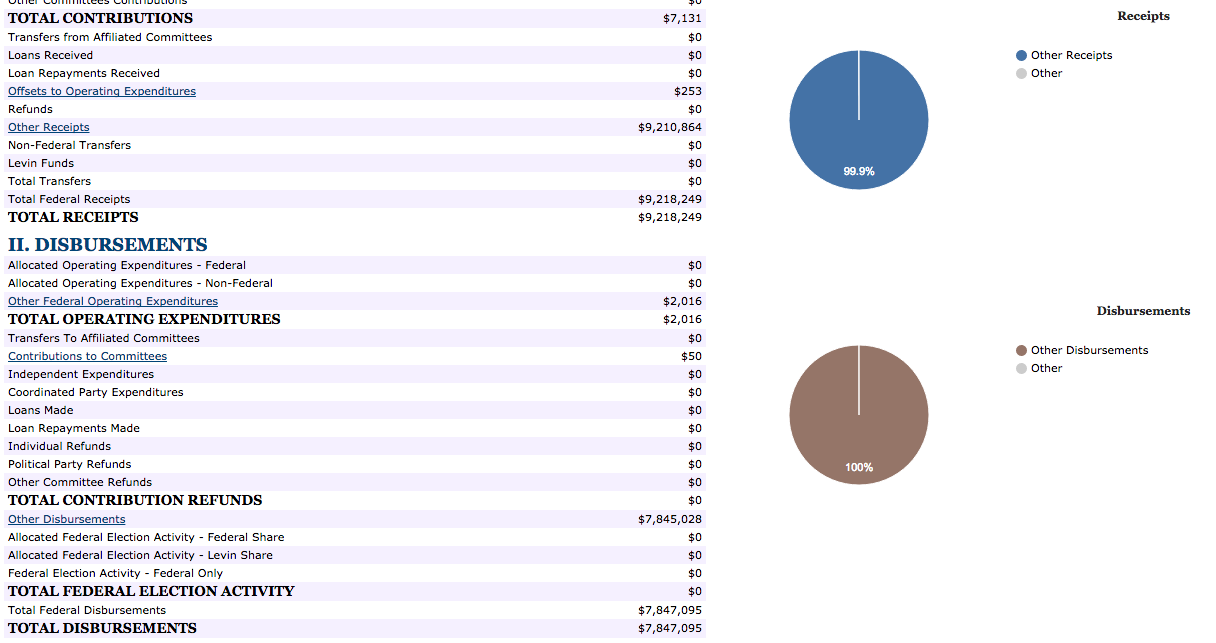 Other Committees Contributions $0
TOTAL CONTRIBUTIONS $7,131
Transfers from Affiliated Committees $0
Loans Received $0
Loan Repayments Received $0
Offsets to Operating Expenditures $253
Refunds $0
Other Receipts $9,210,864
Non-Federal Transfers $0
Levin Funds $0
Total Transfers $0
Total Federal Receipts $9,218,249
TOTAL RECEIPTS $9,218,249
II. DISBURSEMENTS
Allocated Operating Expenditures - Federal $0
Allocated Operating Expenditures - Non-Federal $0
Other Federal Operating Expenditures $2,016
TOTAL OPERATING EXPENDITURES $2,016
Transfers To Affiliated Committees $0
Contributions to Committees $50
Independent Expenditures $0
Coordinated Party Expenditures $0
Loans Made $0
Loan Repayments Made $0
Individual Refunds $0
Political Party Refunds $0
Other Committee Refunds $0
TOTAL CONTRIBUTION REFUNDS $0
Other Disbursements $7,845,028
Allocated Federal Election Activity - Federal Share $0
Allocated Federal Election Activity - Levin Share $0
Federal Election Activity - Federal Only $0
TOTAL FEDERAL ELECTION ACTIVITY $0
Total Federal Disbursements $7,847,095
TOTAL DISBURSEMENTS $7,847,095
Receipts
Other Receipts
Other
99.9%
Disbursements
Other Disbursements
Other
100%